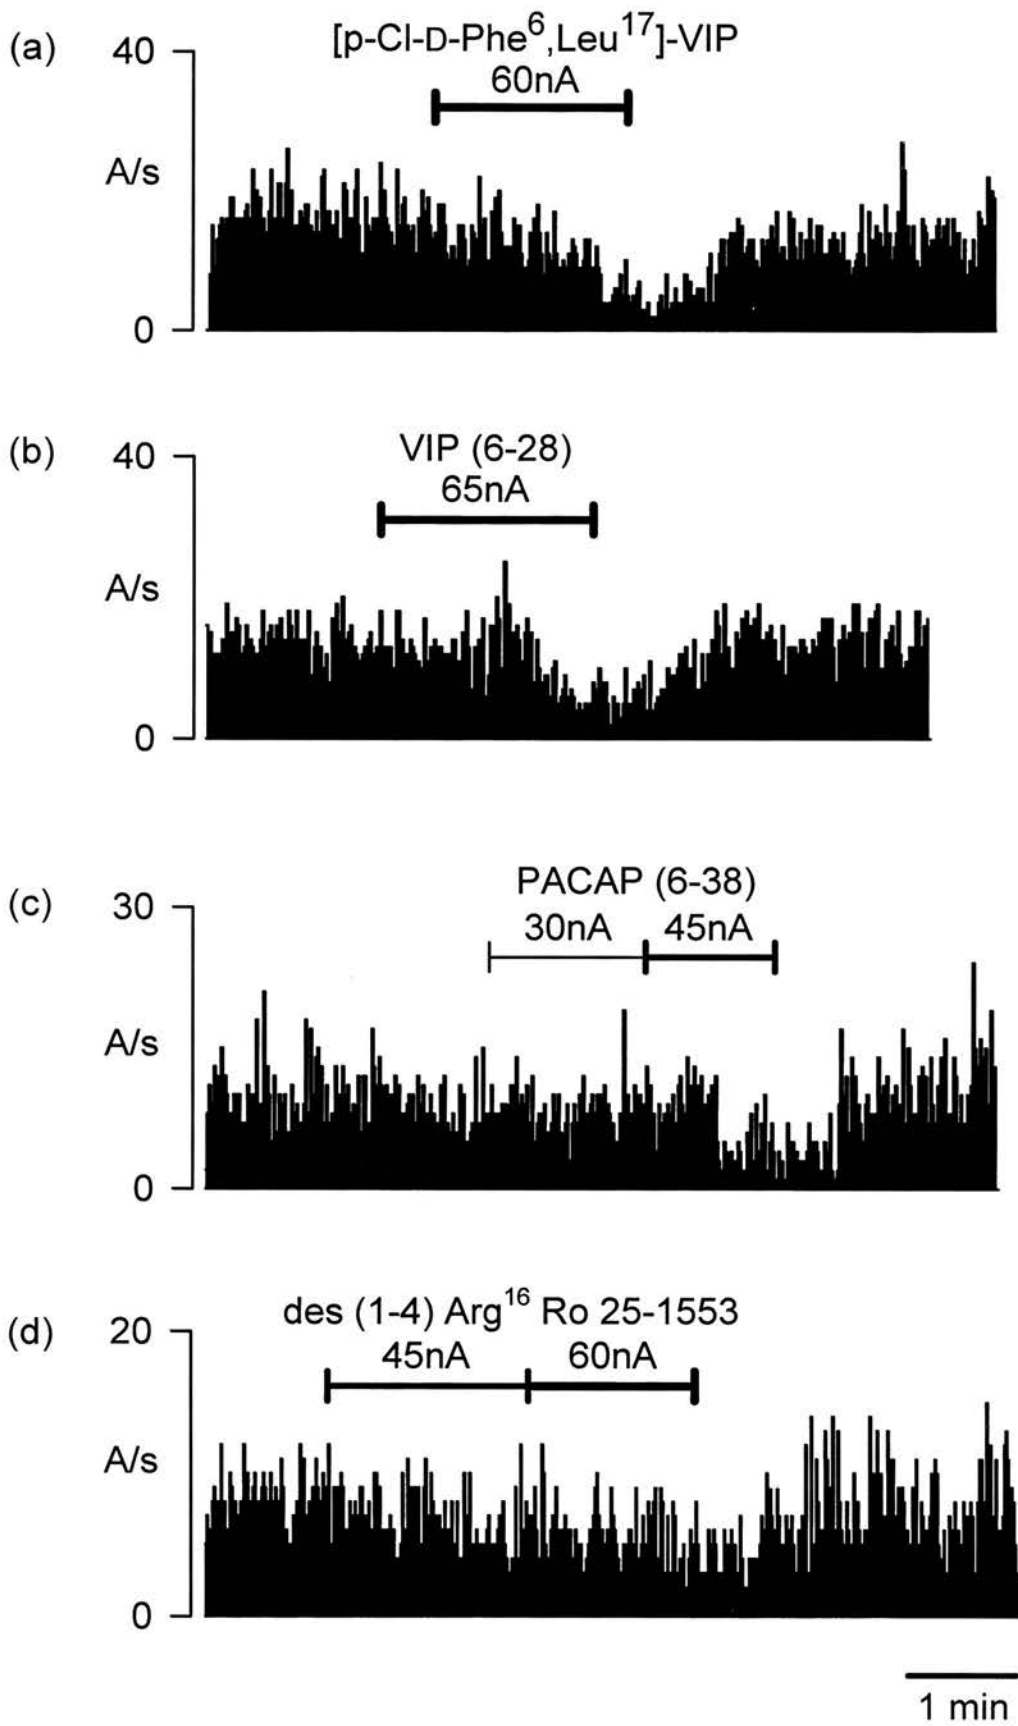 (a)
[p-Cl-D-Phe⁶,Leu¹⁷]-VIP
60nA
40
A/s
0
(b)
VIP (6-28)
65nA
40
A/s
0
(c)
PACAP (6-38)
30nA 45nA
30
A/s
0
(d)
des (1-4) Arg¹⁶ Ro 25-1553
45nA 60nA
20
A/s
0
1 min